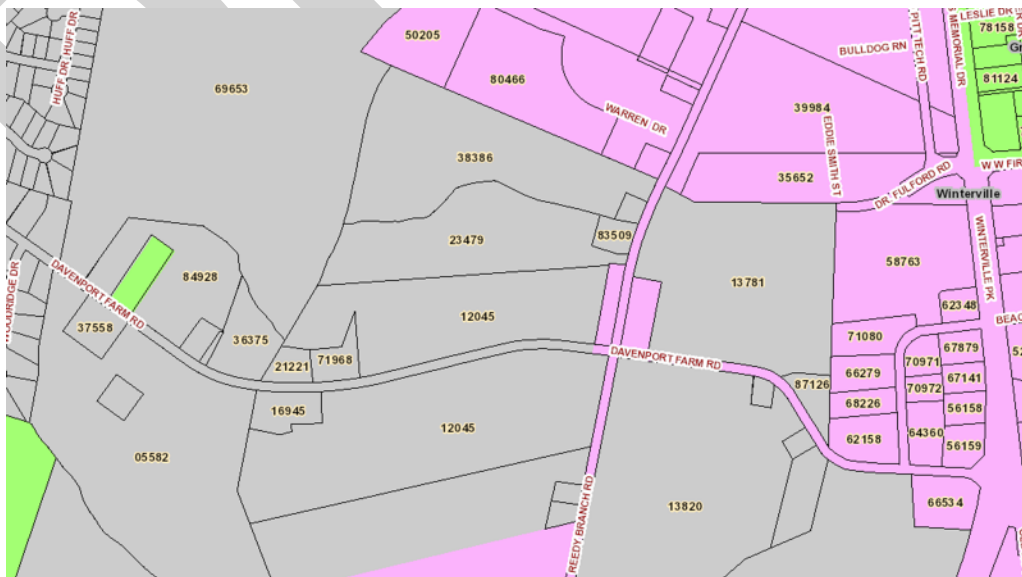 LESLIE DR
78158
HUFF DR
HUFF DR
50205
PITT TECH RD
S MEMORIAL DR
BULLDOG RN
80466
81124
69653
39984
WARREN DR
EDDIE SMITH ST
38386
W W FIR
35652
DR. FULFORD RD
Winterville
83509
23479
WINTERVILLE PK
58763
84928
13781
DAVENPORT FARM RD
62348
12045
BEAC
37558
36375
71080
67879
71968
21221
DAVENPORT FARM RD
70971
66279
67141
87126
70972
16945
68226
56158
12045
62158
64360
56159
05582
REEDY BRANCH RD
13820
66534